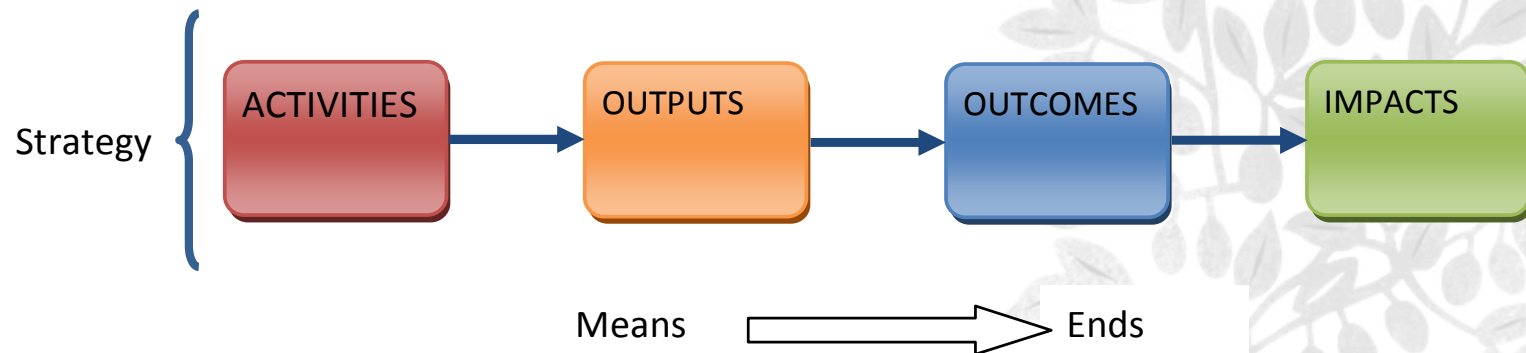 Strategy
ACTIVITIES
OUTPUTS
OUTCOMES
IMPACTS
Means
Ends